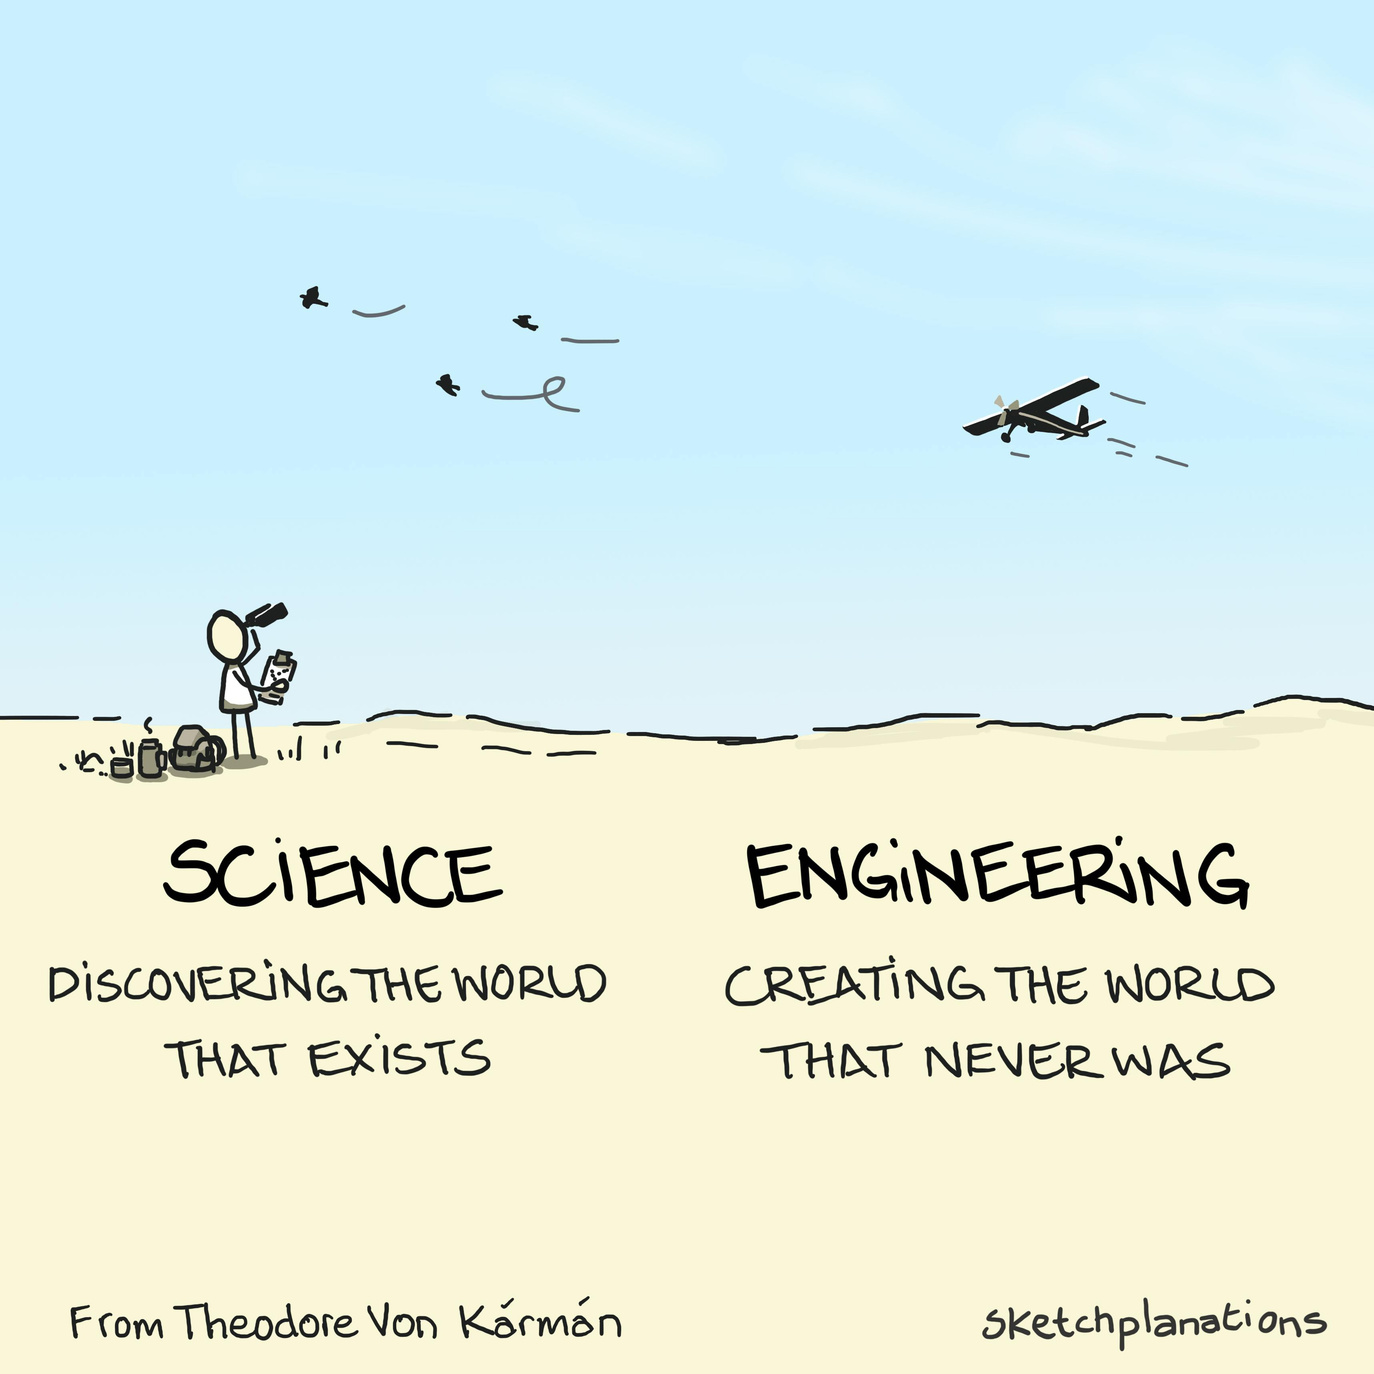 SCiENCE
DiSCOVERiNG THE WORLD
THAT EXiSTS
ENGiNEERiNG
CREATiNG THE WORLD
THAT NEVER WAS
From Theodore Von Kármán
sketchplanations